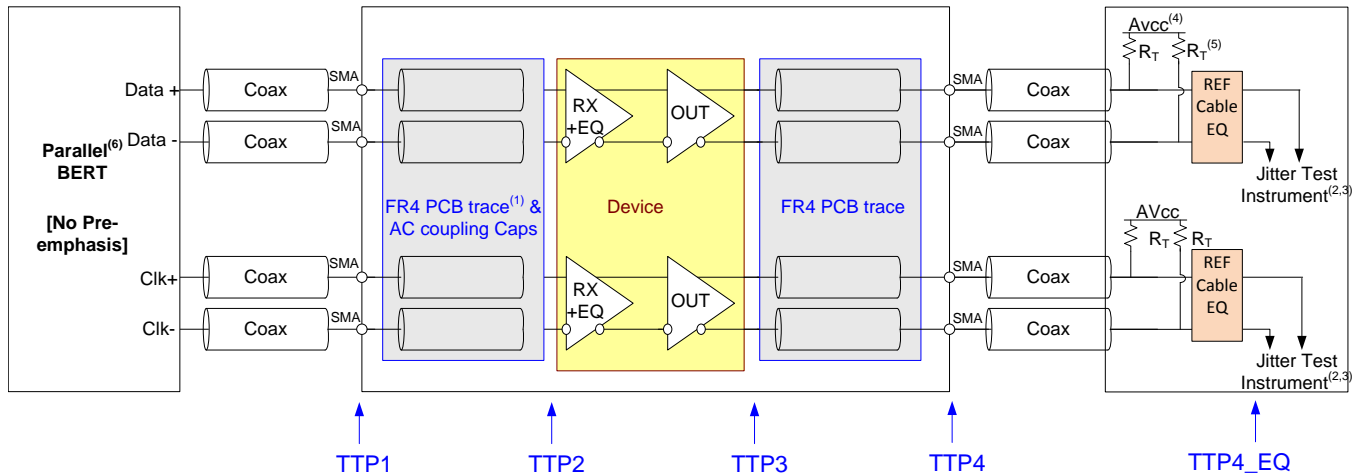 Parallel(6)
BERT
[No Pre-
emphasis]
Data +
Data -
Clk+
Clk-
Coax
Coax
Coax
Coax
SMA
SMA
SMA
SMA
FR4 PCB trace(1) &
AC coupling Caps
RX
+EQ
OUT
Device
RX
+EQ
OUT
FR4 PCB trace
SMA
SMA
SMA
SMA
Coax
Coax
Coax
Coax
Avcc(4)
RT
RT(5)
REF
Cable
EQ
Jitter Test
Instrument(2,3)
AVcc
RT
RT
REF
Cable
EQ
Jitter Test
Instrument(2,3)
TTP1
TTP2
TTP3
TTP4
TTP4_EQ